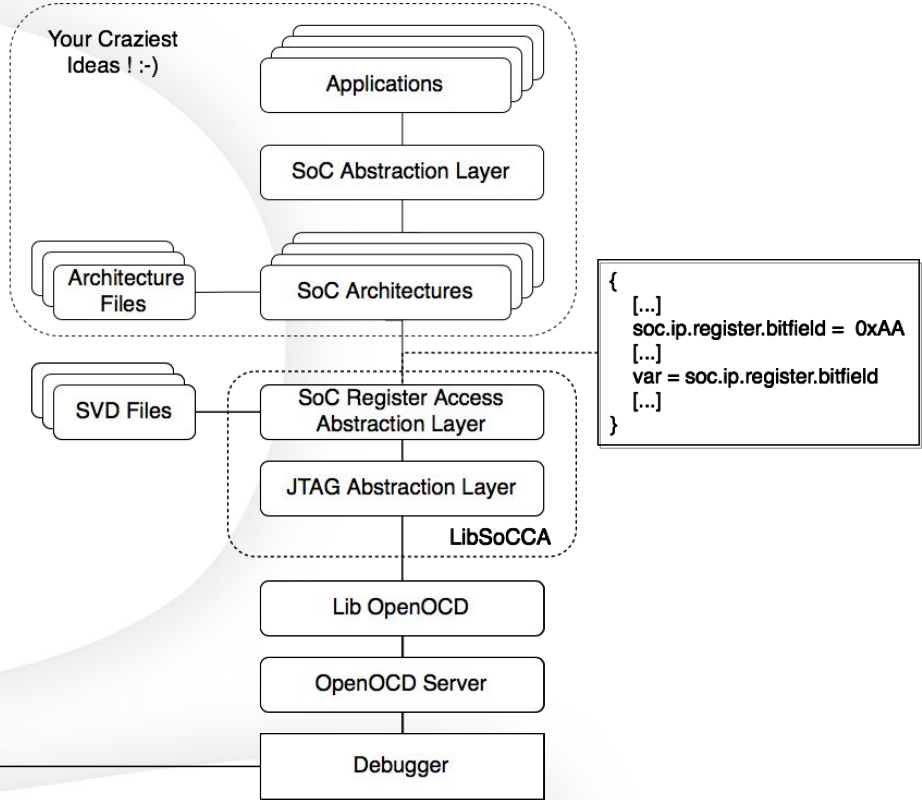 Your Craziest
Ideas ! :-)
Applications
SoC Abstraction Layer
Architecture
Files
SoC Architectures
{
[...]
soc.ip.register.bitfield = 0xAA
[...]
var = soc.ip.register.bitfield
[...]
}
SVD Files
SoC Register Access
Abstraction Layer
JTAG Abstraction Layer
LibSoCCA
Lib OpenOCD
OpenOCD Server
Debugger